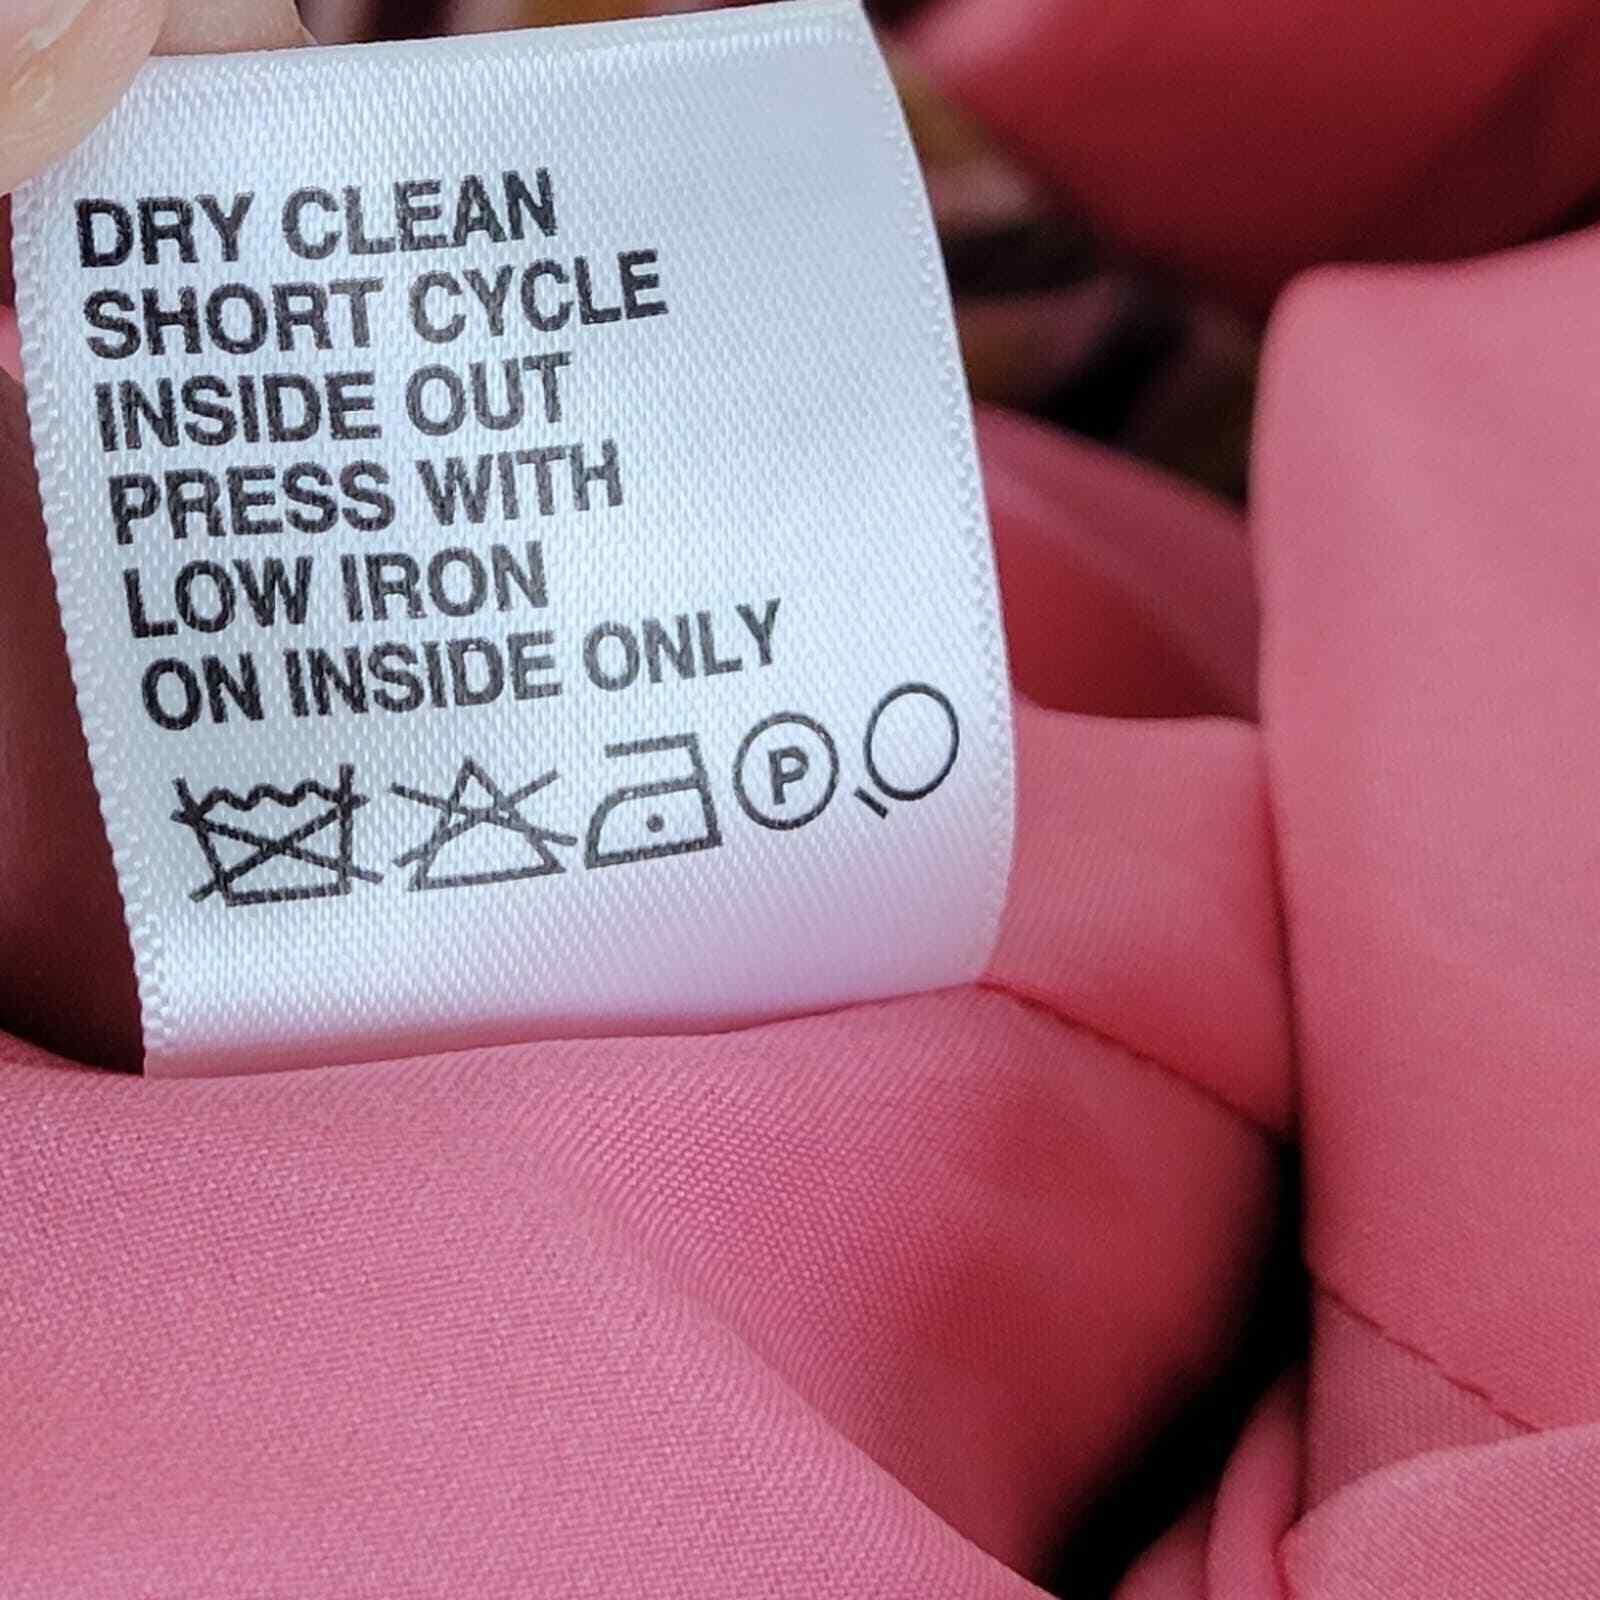 DRY CLEAN
SHORT CYCLE
INSIDE OUT
PRESS WITH
LOW IRON
ON INSIDE ONLY
P